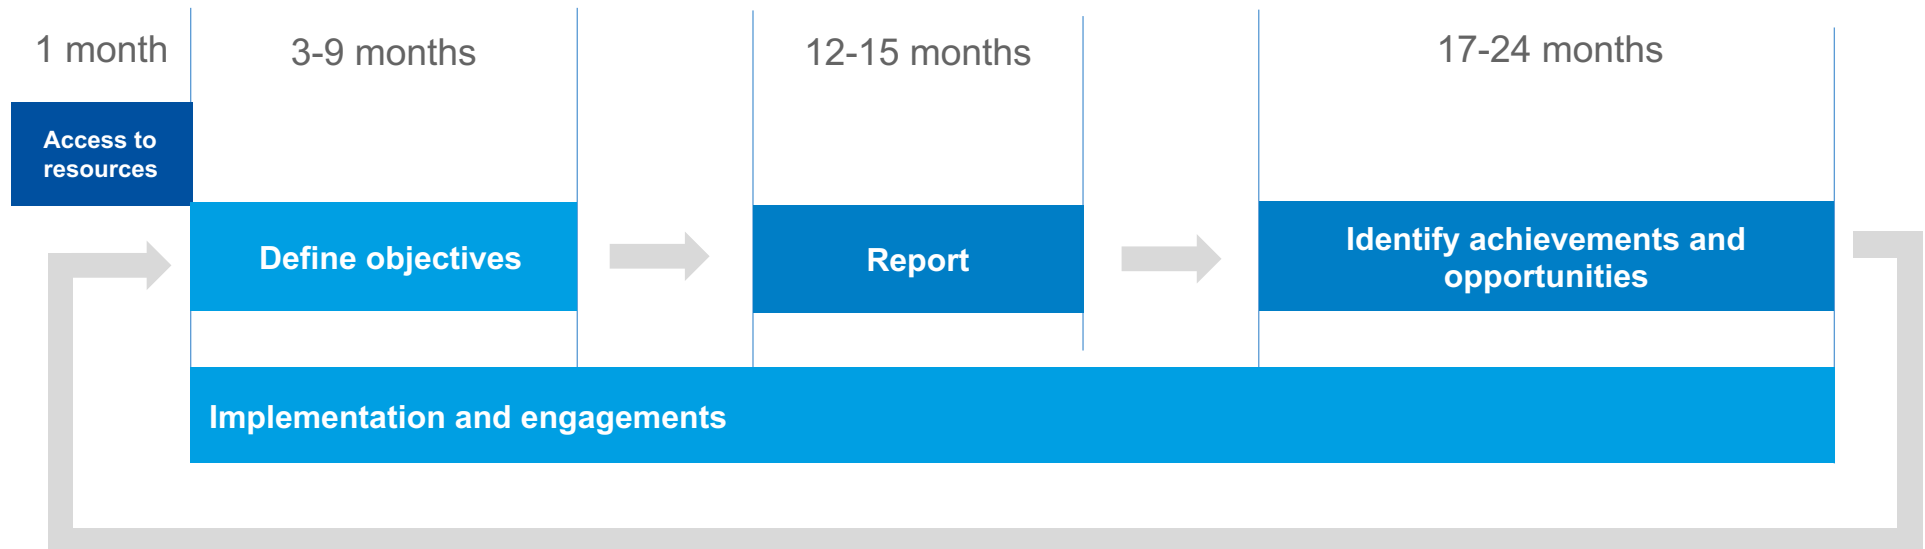 1 month
3-9 months
12-15 months
17-24 months
Access to
resources
Define objectives
Report
Identify achievements and
opportunities
Implementation and engagements